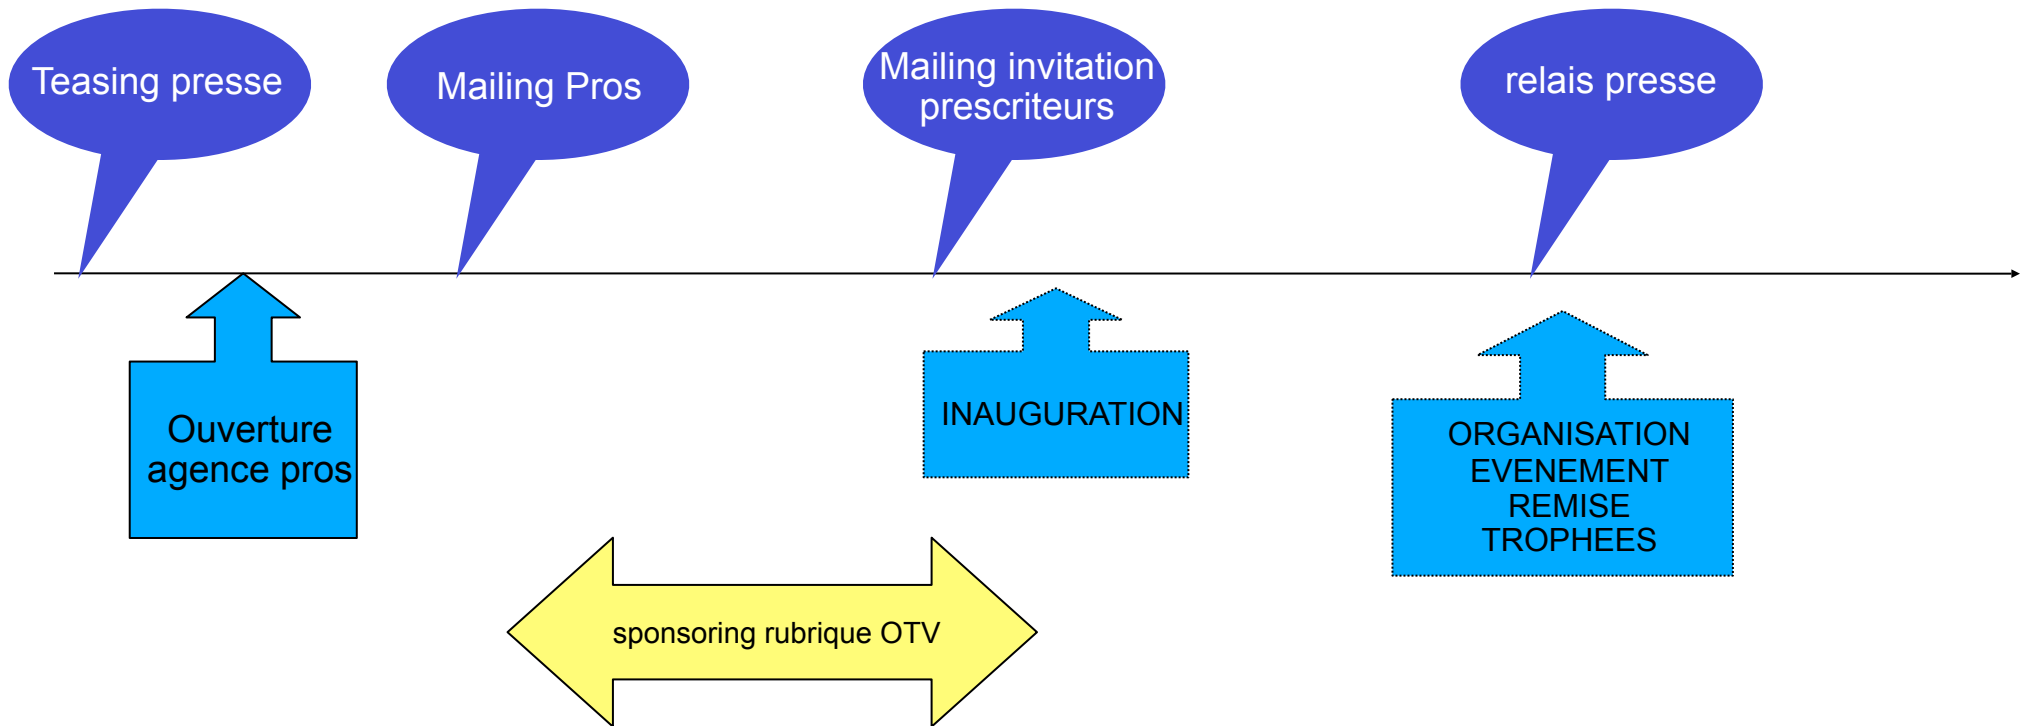 Teasing presse
Mailing Pros
Mailing invitation
prescriteurs
relais presse
Ouverture
agence pros
INAUGURATION
ORGANISATION
EVENEMENT
REMISE
TROPHEES
sponsoring rubrique OTV